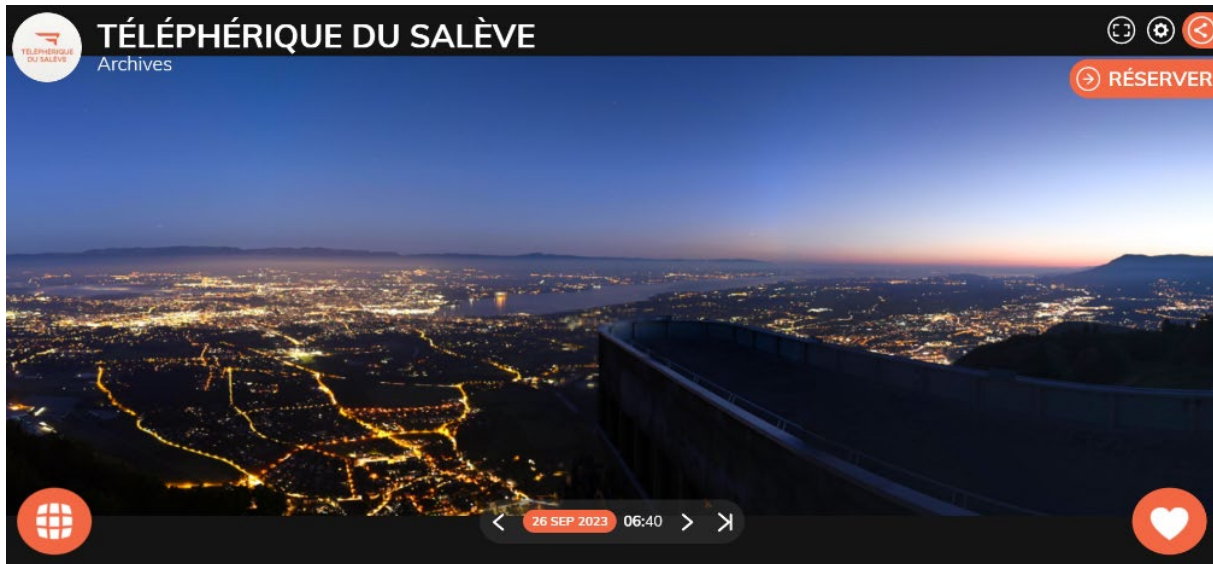 TÉLÉPHÉRIQUE
DU SALÈVE
TÉLÉPHÉRIQUE DU SALÈVE
Archives
RÉSERVER
26 SEP 2023 06:40